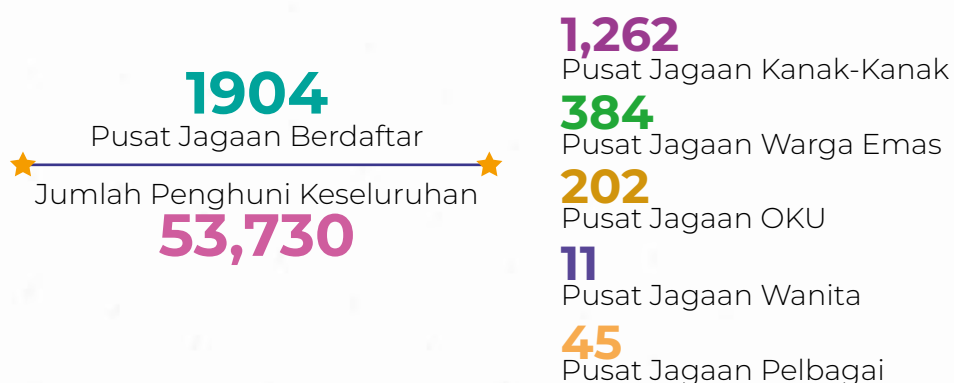 1904
Pusat Jagaan Berdaftar
Jumlah Penghuni Keseluruhan
53,730
1,262
Pusat Jagaan Kanak-Kanak
384
Pusat Jagaan Warga Emas
202
Pusat Jagaan OKU
11
Pusat Jagaan Wanita
45
Pusat Jagaan Pelbagai